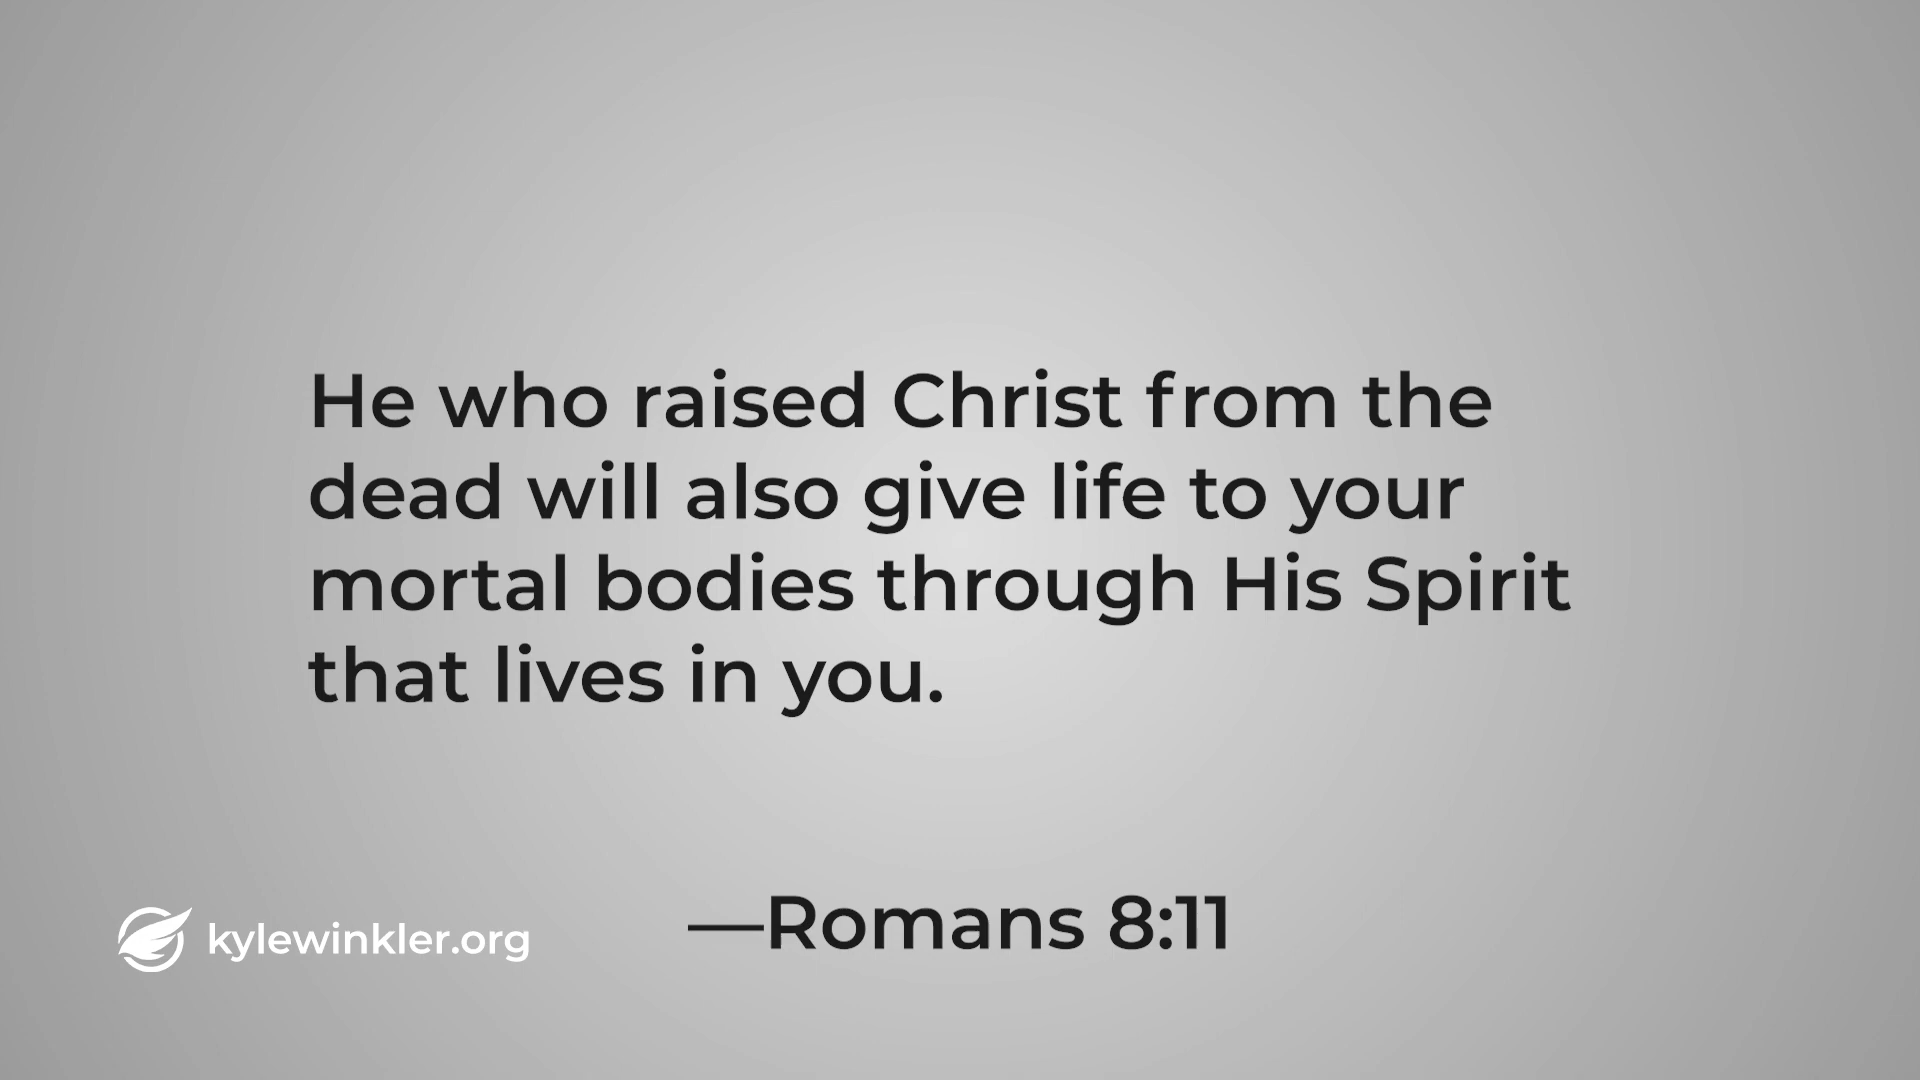 He who raised Christ from the
dead will also give life to your
mortal bodies through His Spirit
that lives in you.
—Romans 8:11
kylewinkler.org